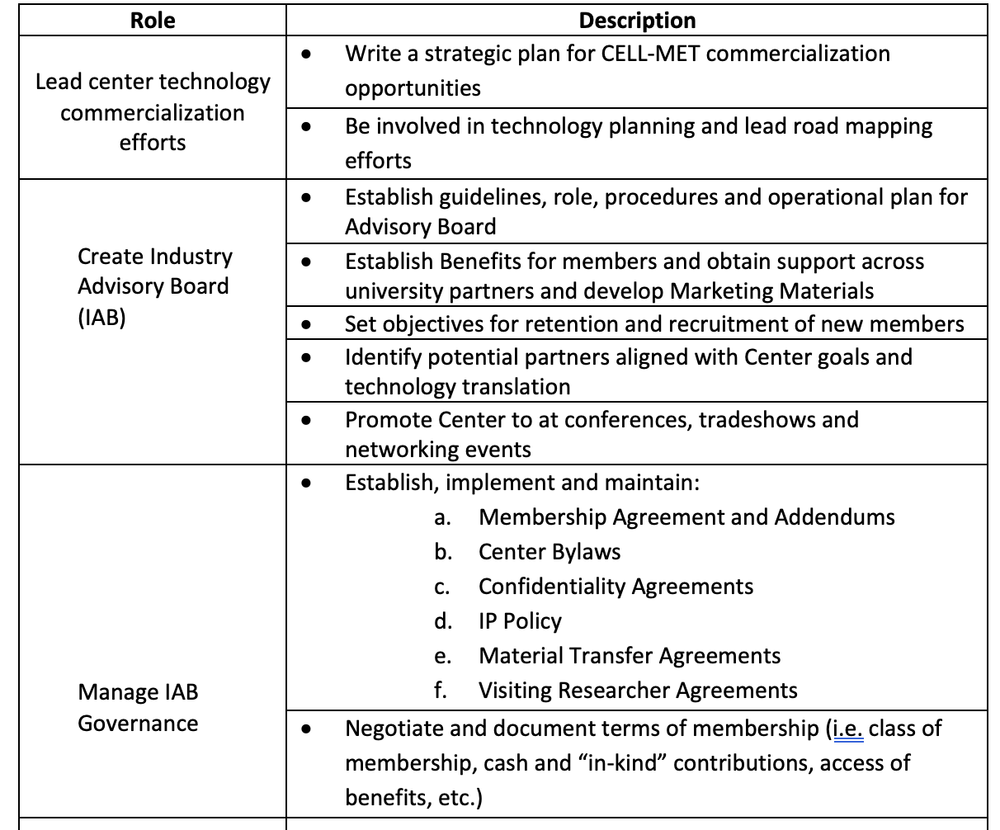 Role
Description
Lead center technology
commercialization
efforts
• Write a strategic plan for CELL-MET commercialization
opportunities
• Be involved in technology planning and lead road mapping
efforts
Create Industry
Advisory Board
(IAB)
• Establish guidelines, role, procedures and operational plan for
Advisory Board
• Establish Benefits for members and obtain support across
university partners and develop Marketing Materials
• Set objectives for retention and recruitment of new members
• Identify potential partners aligned with Center goals and
technology translation
• Promote Center to at conferences, tradeshows and
networking events
Manage IAB
Governance
• Establish, implement and maintain:
a. Membership Agreement and Addendums
b. Center Bylaws
c. Confidentiality Agreements
d. IP Policy
e. Material Transfer Agreements
f. Visiting Researcher Agreements
• Negotiate and document terms of membership (i.e. class of
membership, cash and “in-kind” contributions, access of
benefits, etc.)